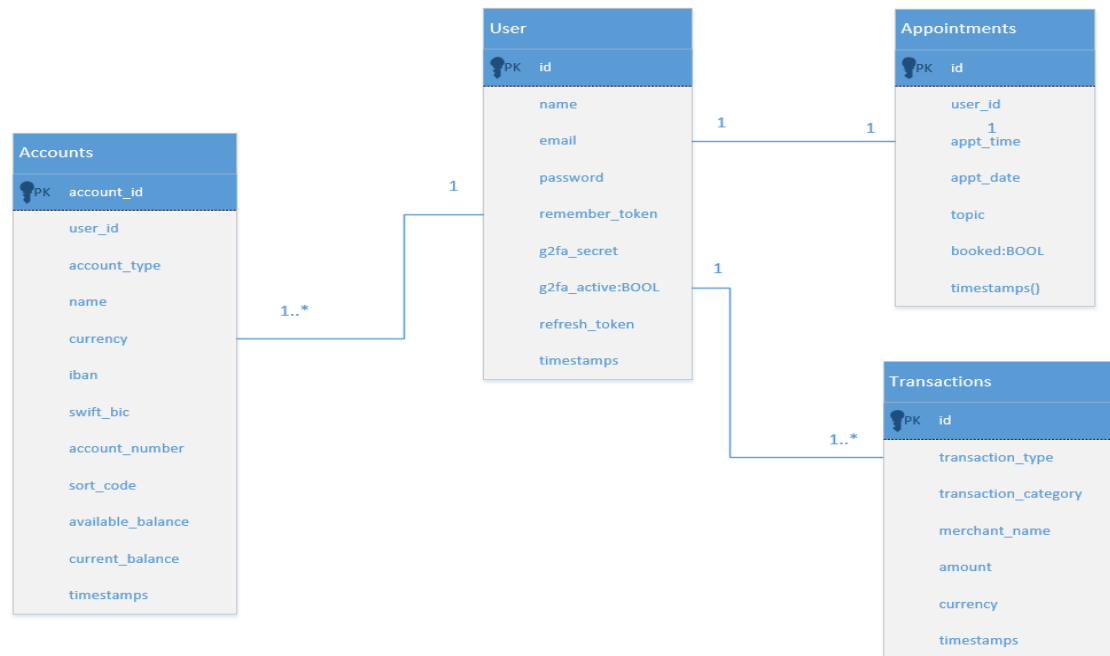 User
PK id
name
email
password
remember_token
g2fa_secret
g2fa_active:BOOL
refresh_token
timestamps
Appointments
PK id
user_id
1
appt_time
appt_date
topic
booked:BOOL
timestamps()
1
1
Accounts
PK account_id
user_id
account_type
name
currency
iban
swift_bic
account_number
sort_code
available_balance
current_balance
timestamps
1
1..*
1
1..*
Transactions
PK id
transaction_type
transaction_category
merchant_name
amount
currency
timestamps